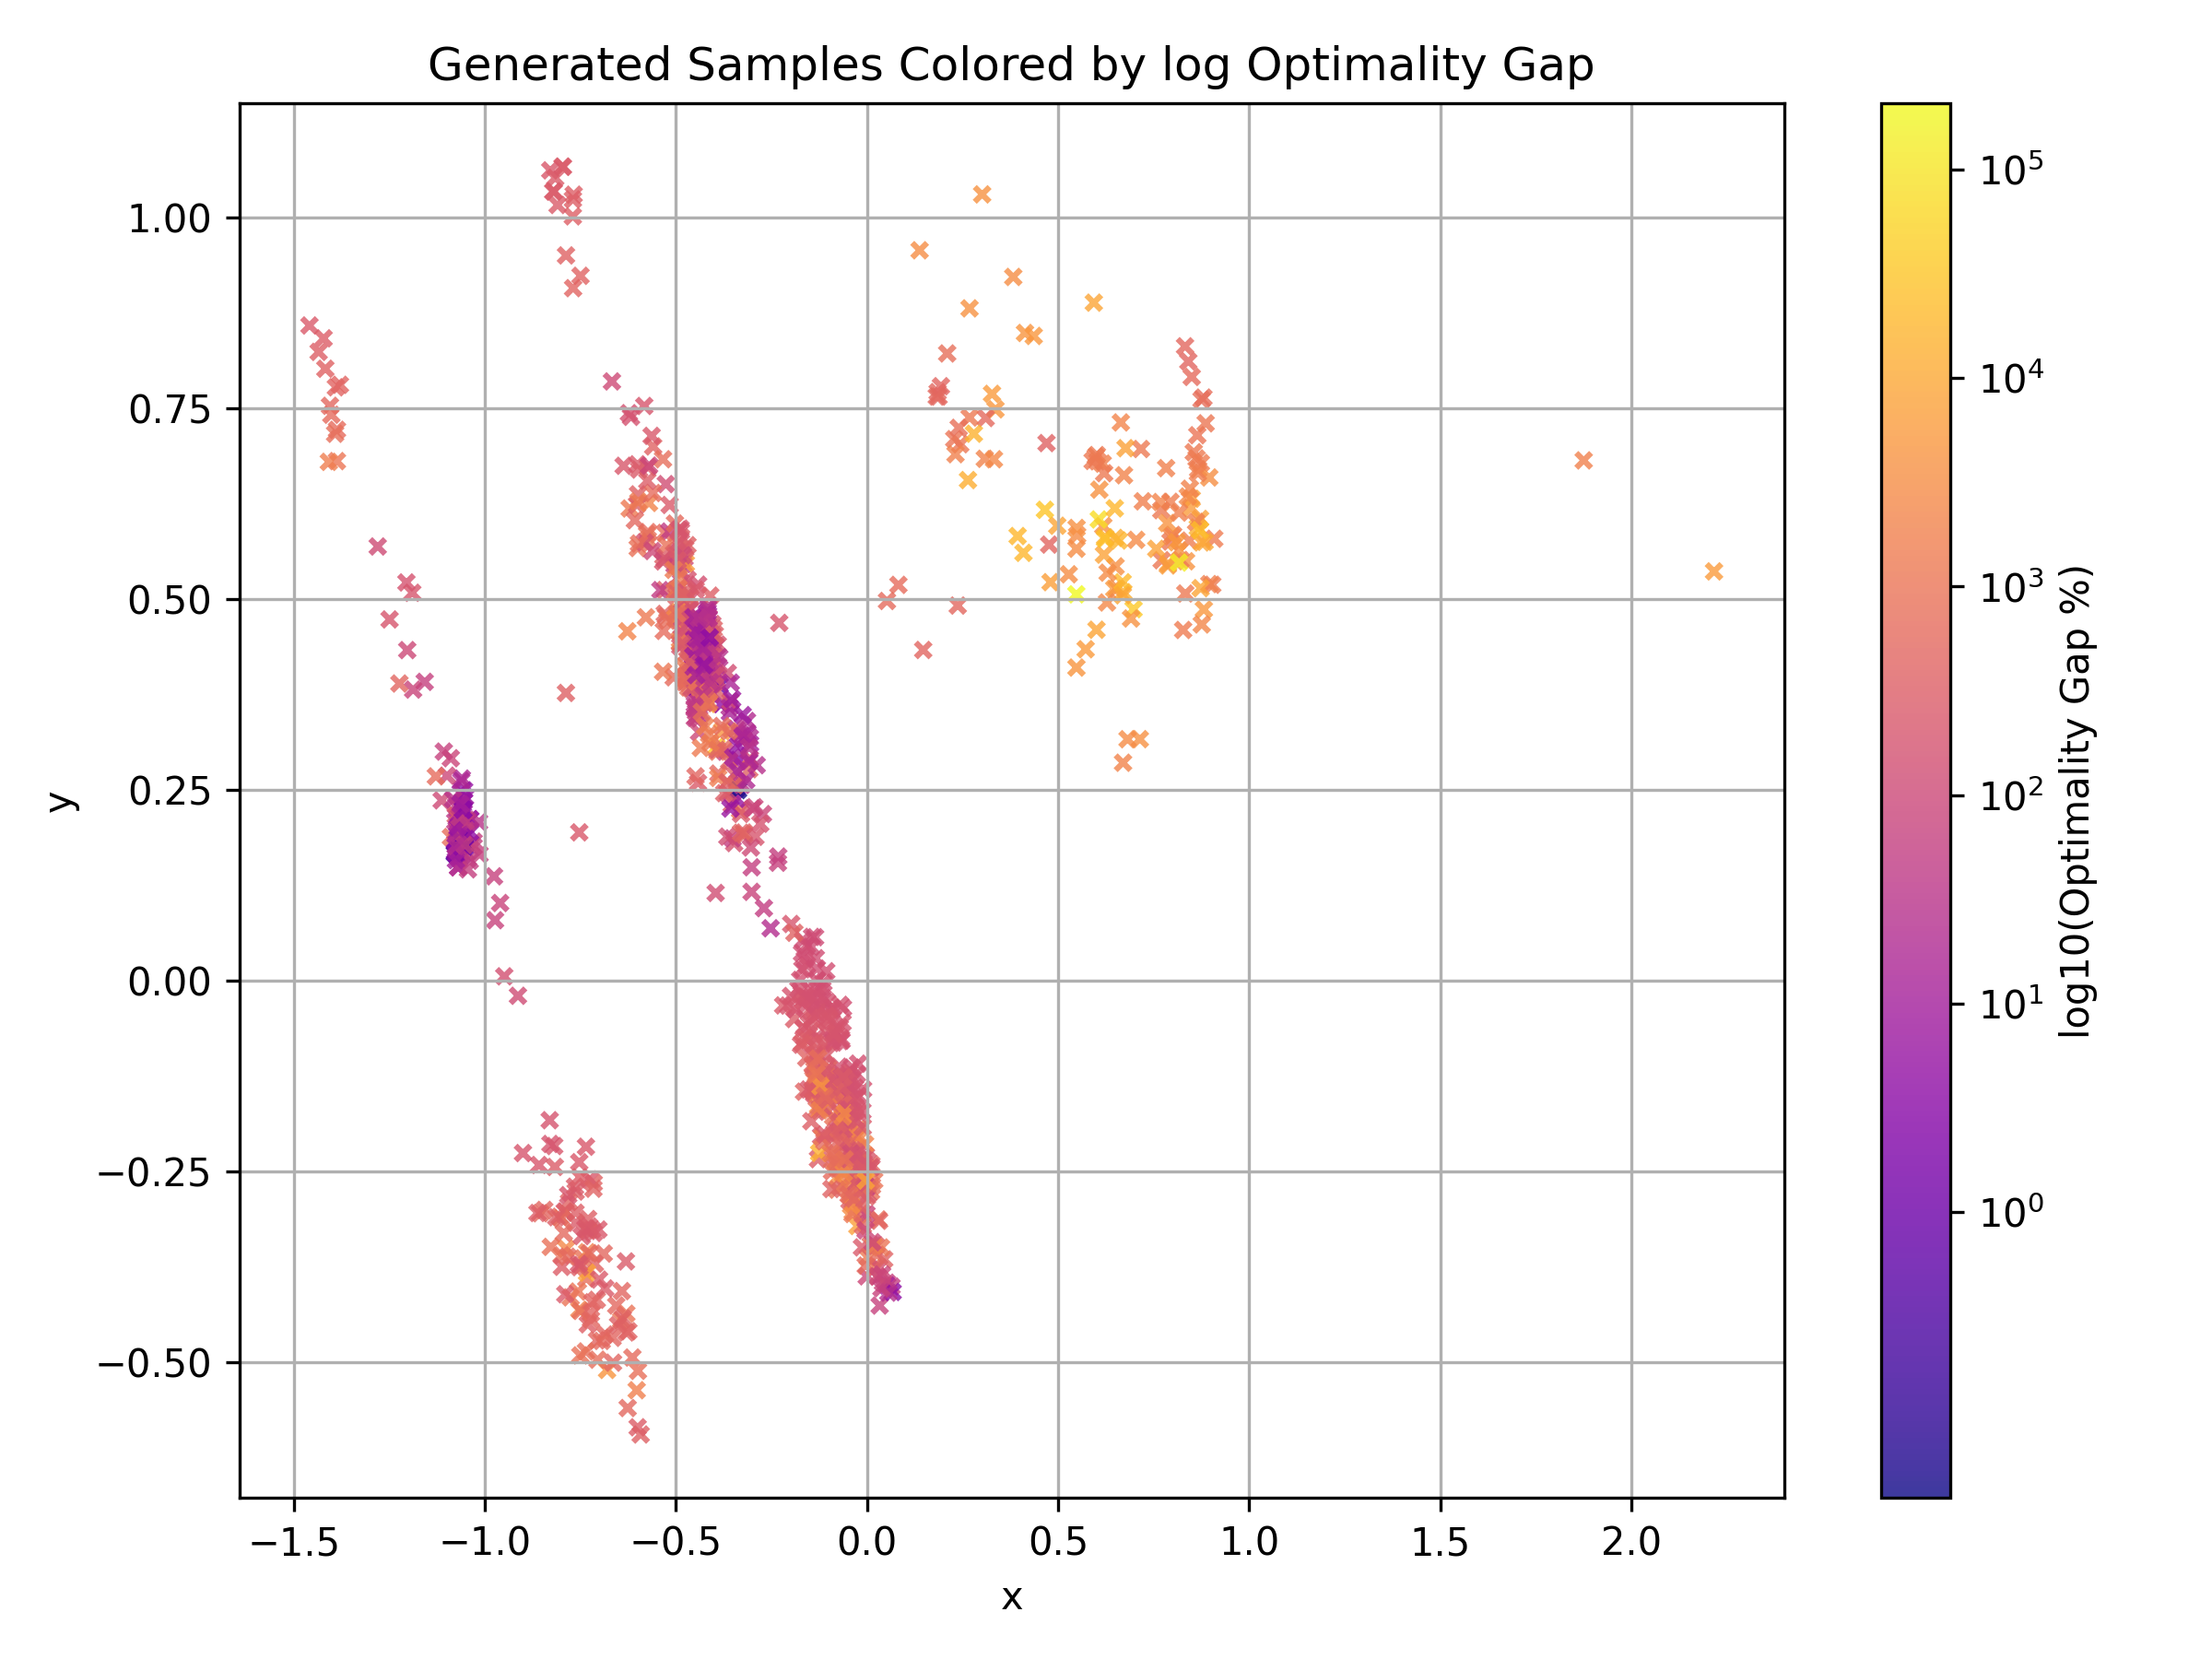 Generated Samples Colored by log Optimality Gap
1.00
0.75
0.50
0.25
0.00
−0.25
−0.50
y
−1.5 −1.0 −0.5 0.0 0.5 1.0 1.5 2.0
x
10⁵
10⁴
10³
10²
10¹
10⁰
log10(Optimality Gap %)